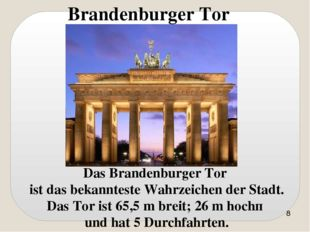 Brandenburger Tor
Das Brandenburger Tor
ist das bekannteste Wahrzeichen der Stadt.
Das Tor ist 65,5 m breit; 26 m hochп
und hat 5 Durchfahrten.
8